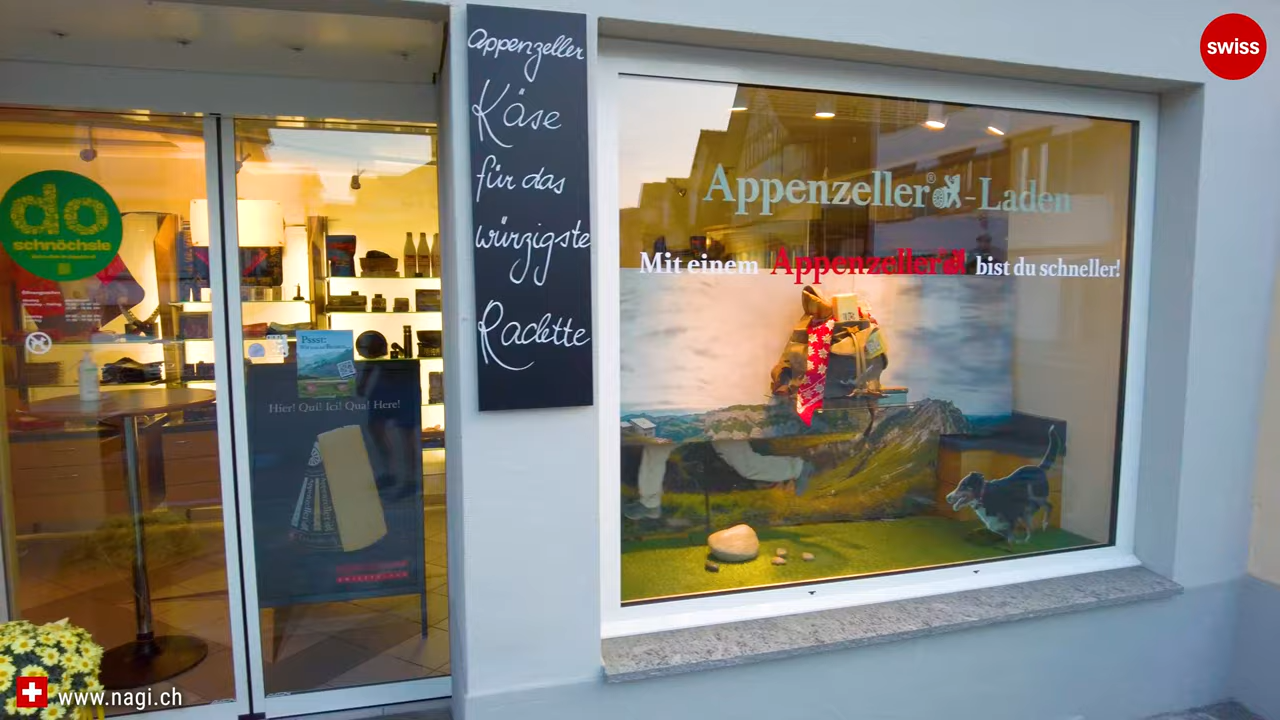 swiss
Appenzeller
Käse
für das
würzigste
Raclette
Appenzeller®-Laden
Mit einem Appenzeller bist du schneller!
do
schnöchsle
Pssst:
Hier! Qui! Ici! Qua! Here!
www.nagi.ch